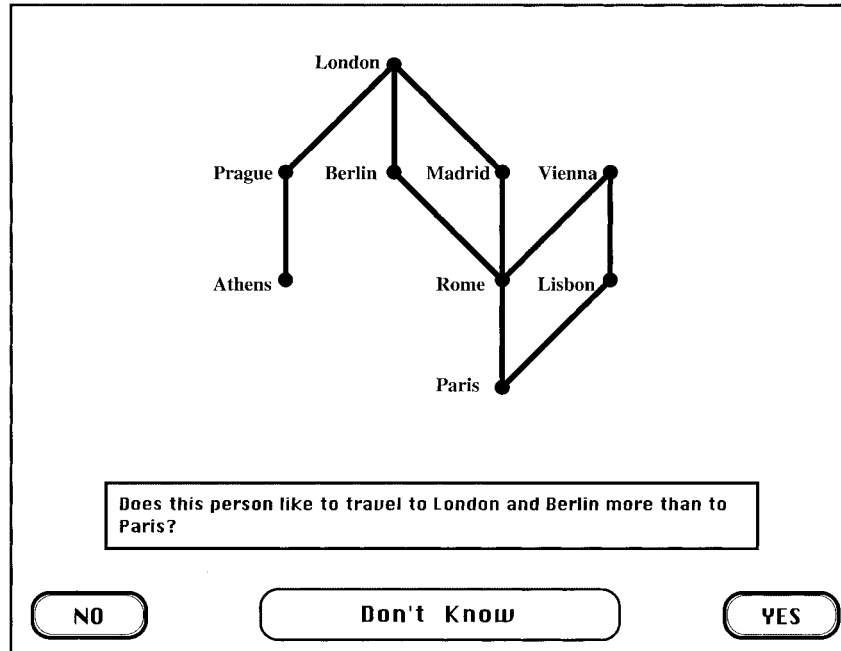 London
Prague Berlin Madrid Vienna
Athens Rome Lisbon
Paris
Does this person like to travel to London and Berlin more than to
Paris?
NO Don't Know YES